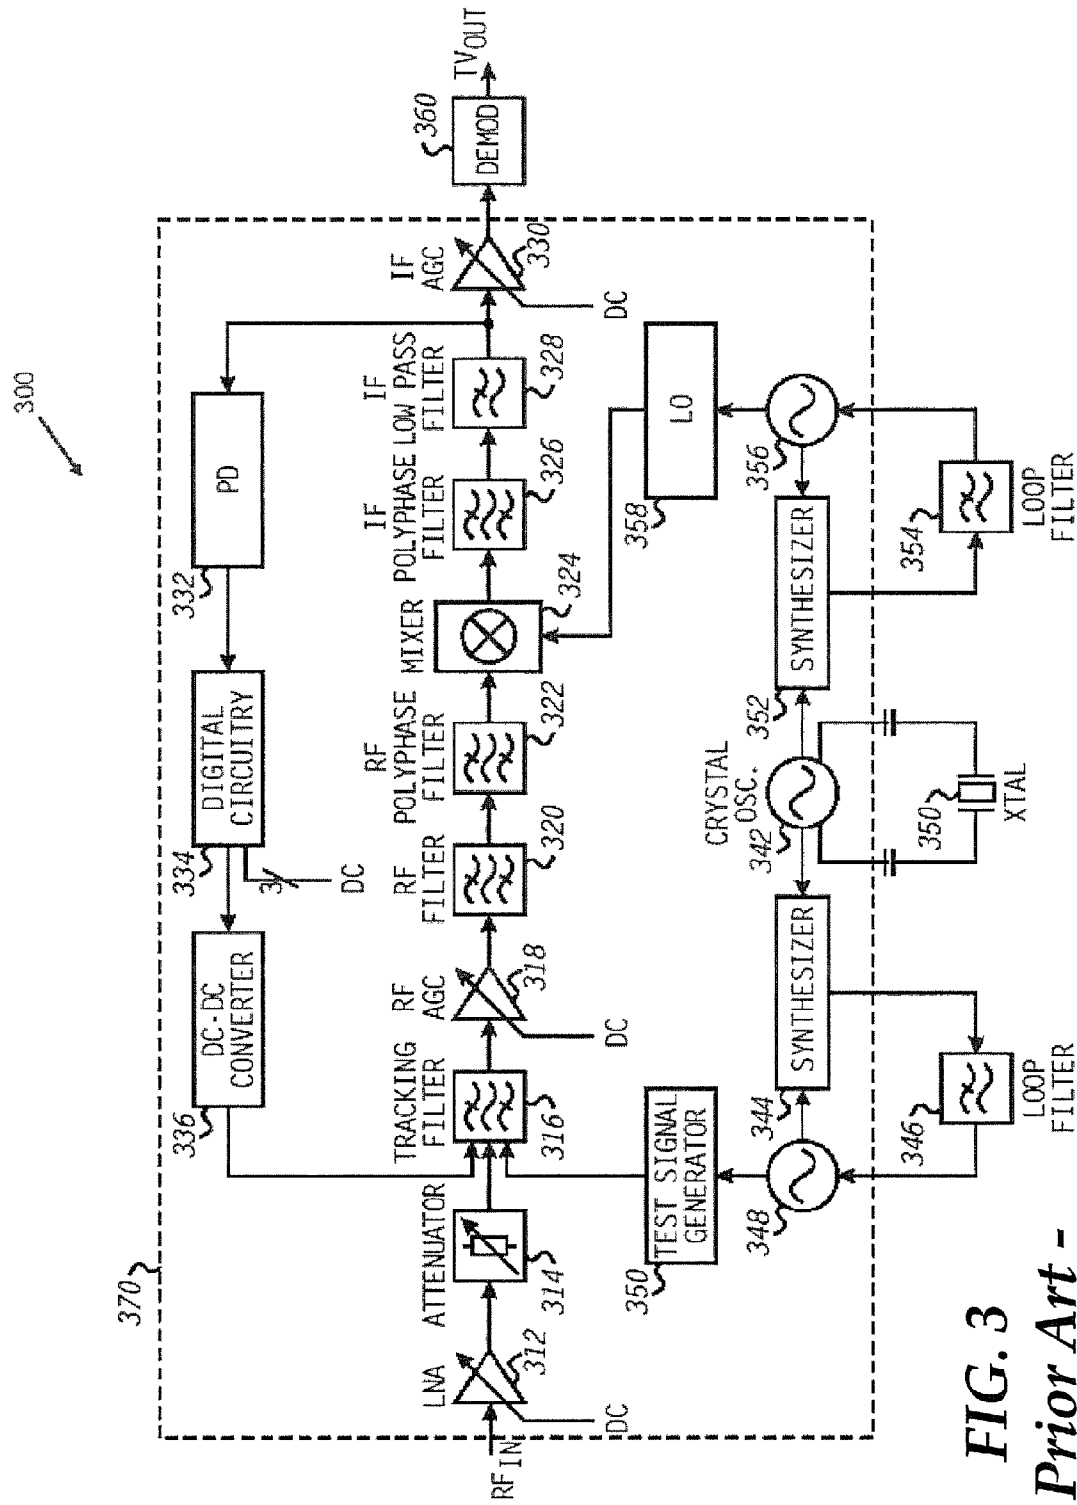 300
370
336
DC-DC
CONVERTER
334
DIGITAL
CIRCUITRY
3
DC
332
PD
RF IN
LNA
312
DC
ATTENUATOR
314
TRACKING
FILTER
316
RF
AGC
318
DC
RF
FILTER
320
RF
POLYPHASE
FILTER
322
MIXER
324
IF
POLYPHASE
FILTER
326
IF
LOW PASS
FILTER
328
IF
AGC
330
DC
360
DEMOD
TV OUT
350
TEST SIGNAL
GENERATOR
358
LO
348
344
SYNTHESIZER
CRYSTAL
OSC.
342
352
SYNTHESIZER
356
346
LOOP
FILTER
350
XTAL
354
LOOP
FILTER
FIG. 3
Prior Art -